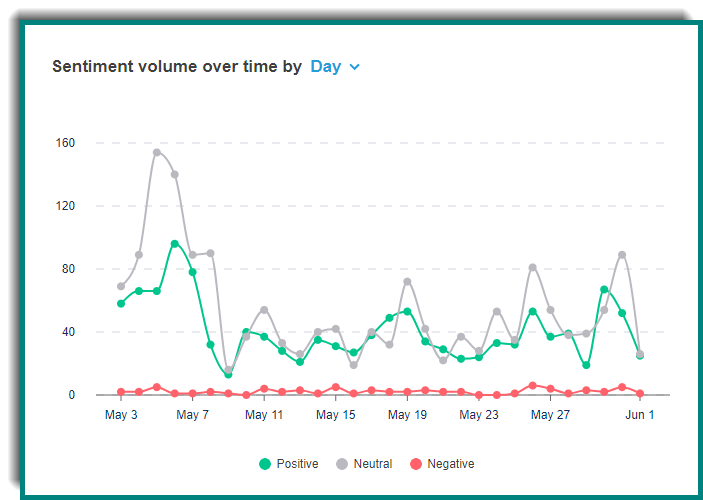 Sentiment volume over time by Day
160
120
80
40
0
May 3 May 7 May 11 May 15 May 19 May 23 May 27 Jun 1
Positive Neutral Negative